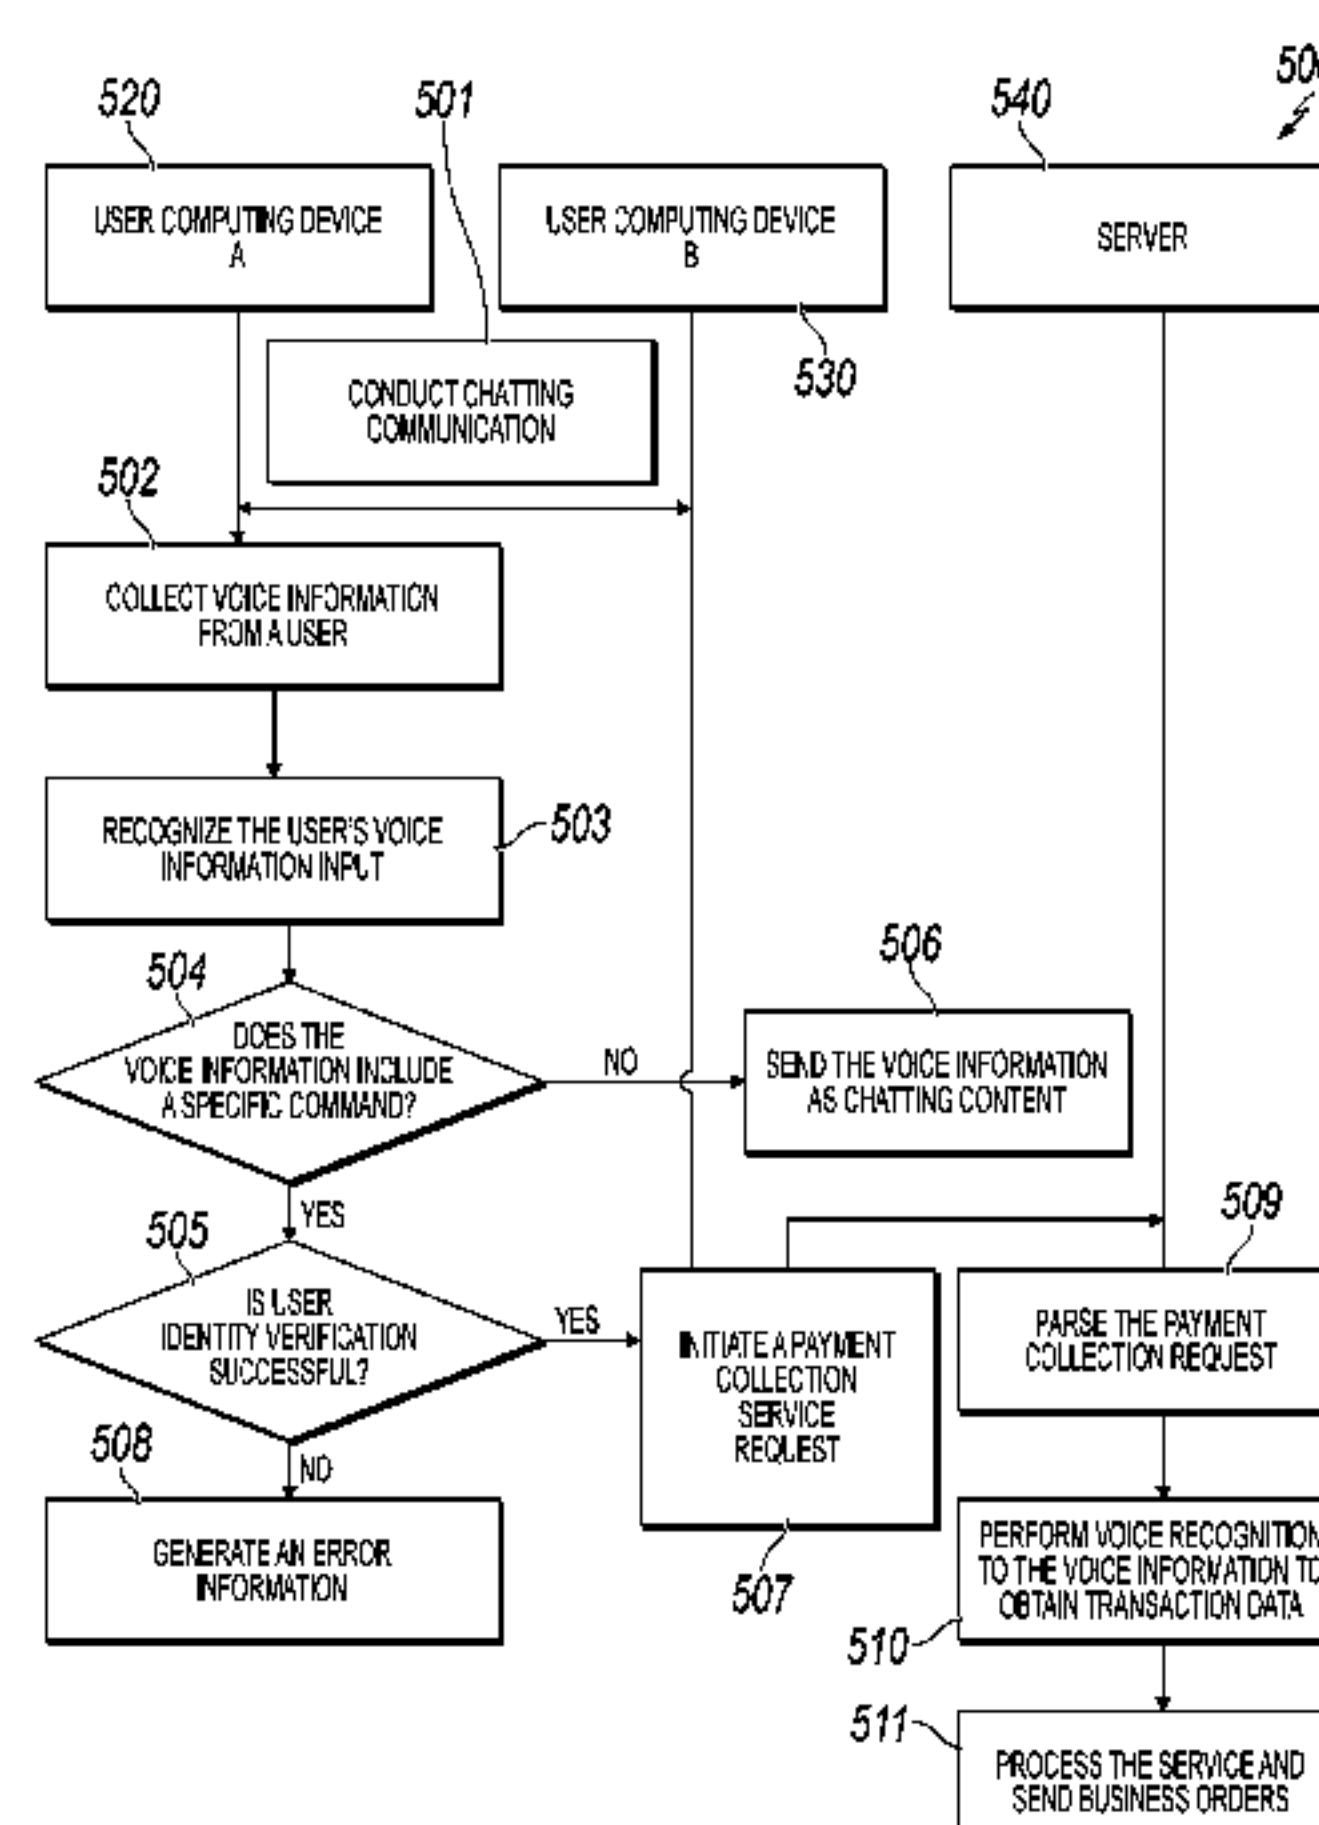 520
501
540
50
USER COMPUTING DEVICE
A
USER COMPUTING DEVICE
B
SERVER
530
CONDUCT CHATTING
COMMUNICATION
502
COLLECT VOICE INFORMATION
FROM A USER
RECOGNIZE THE USER'S VOICE
INFORMATION INPUT
503
504
DOES THE
VOICE INFORMATION INCLUDE
A SPECIFIC COMMAND?
NO
506
SEND THE VOICE INFORMATION
AS CHATTING CONTENT
YES
505
IS USER
IDENTITY VERIFICATION
SUCCESSFUL?
YES
INITIATE A PAYMENT
COLLECTION
SERVICE
REQUEST
507
509
PARSE THE PAYMENT
COLLECTION REQUEST
NO
508
GENERATE AN ERROR
INFORMATION
PERFORM VOICE RECOGNITION
TO THE VOICE INFORMATION TO
OBTAIN TRANSACTION DATA
510
511
PROCESS THE SERVICE AND
SEND BUSINESS ORDERS